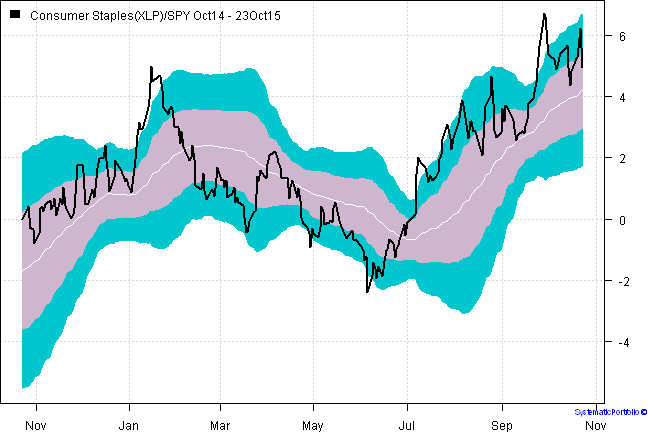 Consumer Staples(XLP)/SPY Oct14 - 23Oct15
6
4
2
0
-2
-4
SystematicPortfolio ©
Nov Jan Mar May Jul Sep Nov